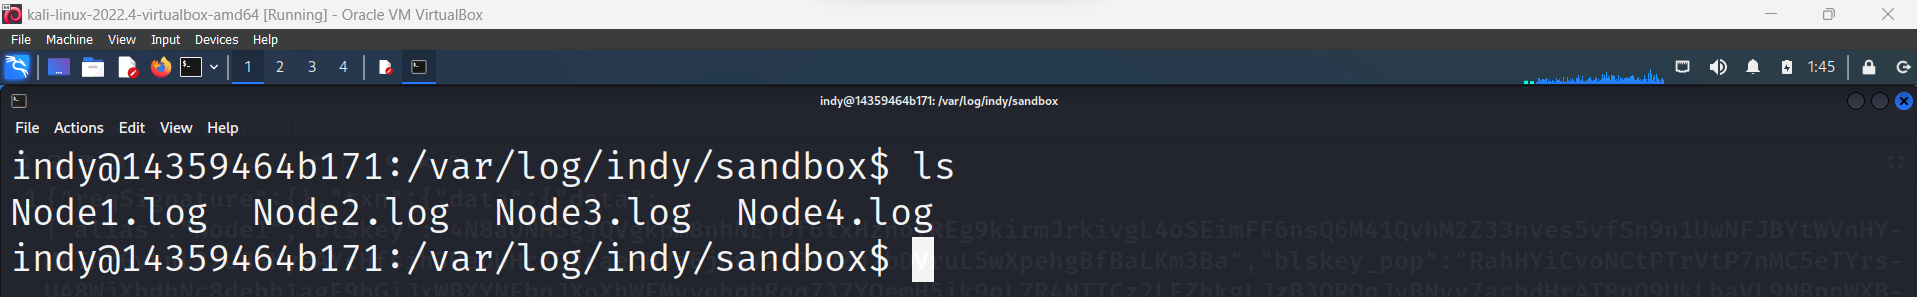 kali-linux-2022.4-virtualbox-amd64 [Running] - Oracle VM VirtualBox
File Machine View Input Devices Help
1 2 3 4 1:45
indy@14359464b171: /var/log/indy/sandbox
File Actions Edit View Help
indy@14359464b171:/var/log/indy/sandbox$ ls
Node1.log Node2.log Node3.log Node4.log
indy@14359464b171:/var/log/indy/sandbox$